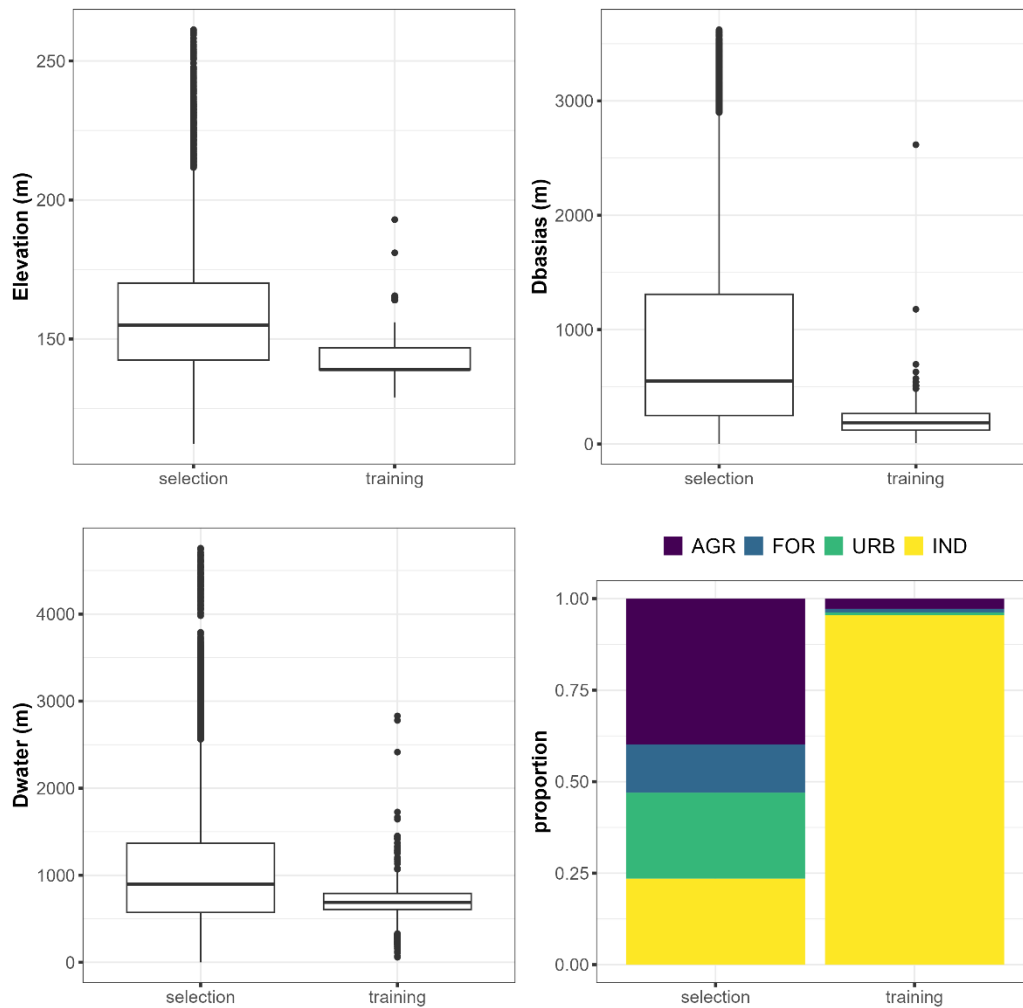 Elevation (m)
250
200
150
selection training
Dbasias (m)
3000
2000
1000
0
selection training
Dwater (m)
4000
3000
2000
1000
0
selection training
AGR FOR URB IND
proportion
1.00
0.75
0.50
0.25
0.00
selection training